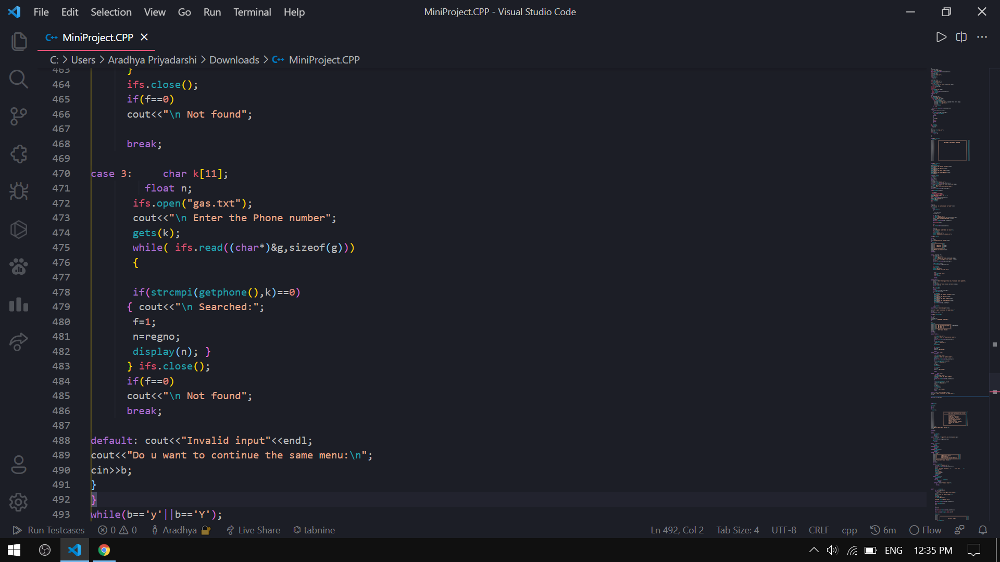 File Edit Selection View Go Run Terminal Help MiniProject.CPP - Visual Studio Code
C++ MiniProject.CPP
C: > Users > Aradhya Priyadarshi > Downloads > C++ MiniProject.CPP
463 }
464 ifs.close();
465 if(f==0)
466 cout<<"\n Not found";
467
468 break;
469
470 case 3: char k[11];
471 float n;
472 ifs.open("gas.txt");
473 cout<<"\n Enter the Phone number";
474 gets(k);
475 while( ifs.read((char*)&g,sizeof(g)))
476 {
477
478 if(strcmpi(getphone(),k)==0)
479 { cout<<"\n Searched:";
480 f=1;
481 n=regno;
482 display(n); }
483 } ifs.close();
484 if(f==0)
485 cout<<"\n Not found";
486 break;
487
488 default: cout<<"Invalid input"<<endl;
489 cout<<"Do u want to continue the same menu:\n";
490 cin>>b;
491 }
492 }
493 while(b=='y'||b=='Y');
Run Testcases 0 0 Aradhya Live Share tabnine Ln 492, Col 2 Tab Size: 4 UTF-8 CRLF cpp 6m Flow
ENG 12:35 PM